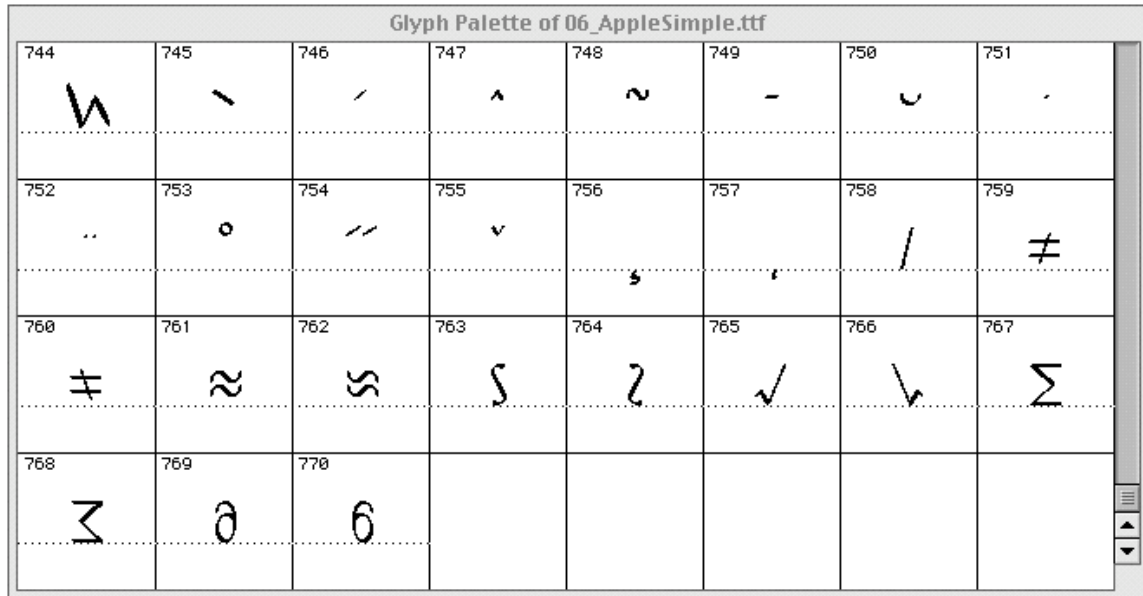 Glyph Palette of 06_AppleSimple.ttf
744 745 746 747 748 749 750 751
` ´ ^ ~ - ˘ ˙
752 753 754 755 756 757 758 759
¨ ° ˝ ˇ ¸ ˛ / ≠
760 761 762 763 764 765 766 767
≠ ≈ ≈ ∫ √ ∑
768 769 770
∑ ∂ 6